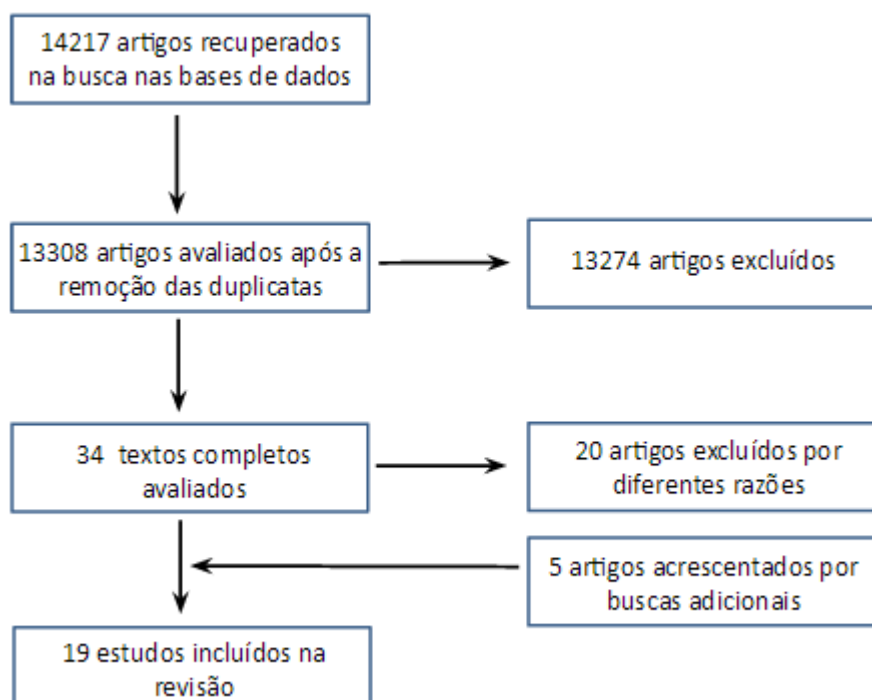 14217 artigos recuperados
na busca nas bases de dados
13308 artigos avaliados após a
remoção das duplicatas
13274 artigos excluídos
34 textos completos
avaliados
20 artigos excluídos por
diferentes razões
5 artigos acrescentados por
buscas adicionais
19 estudos incluídos na
revisão